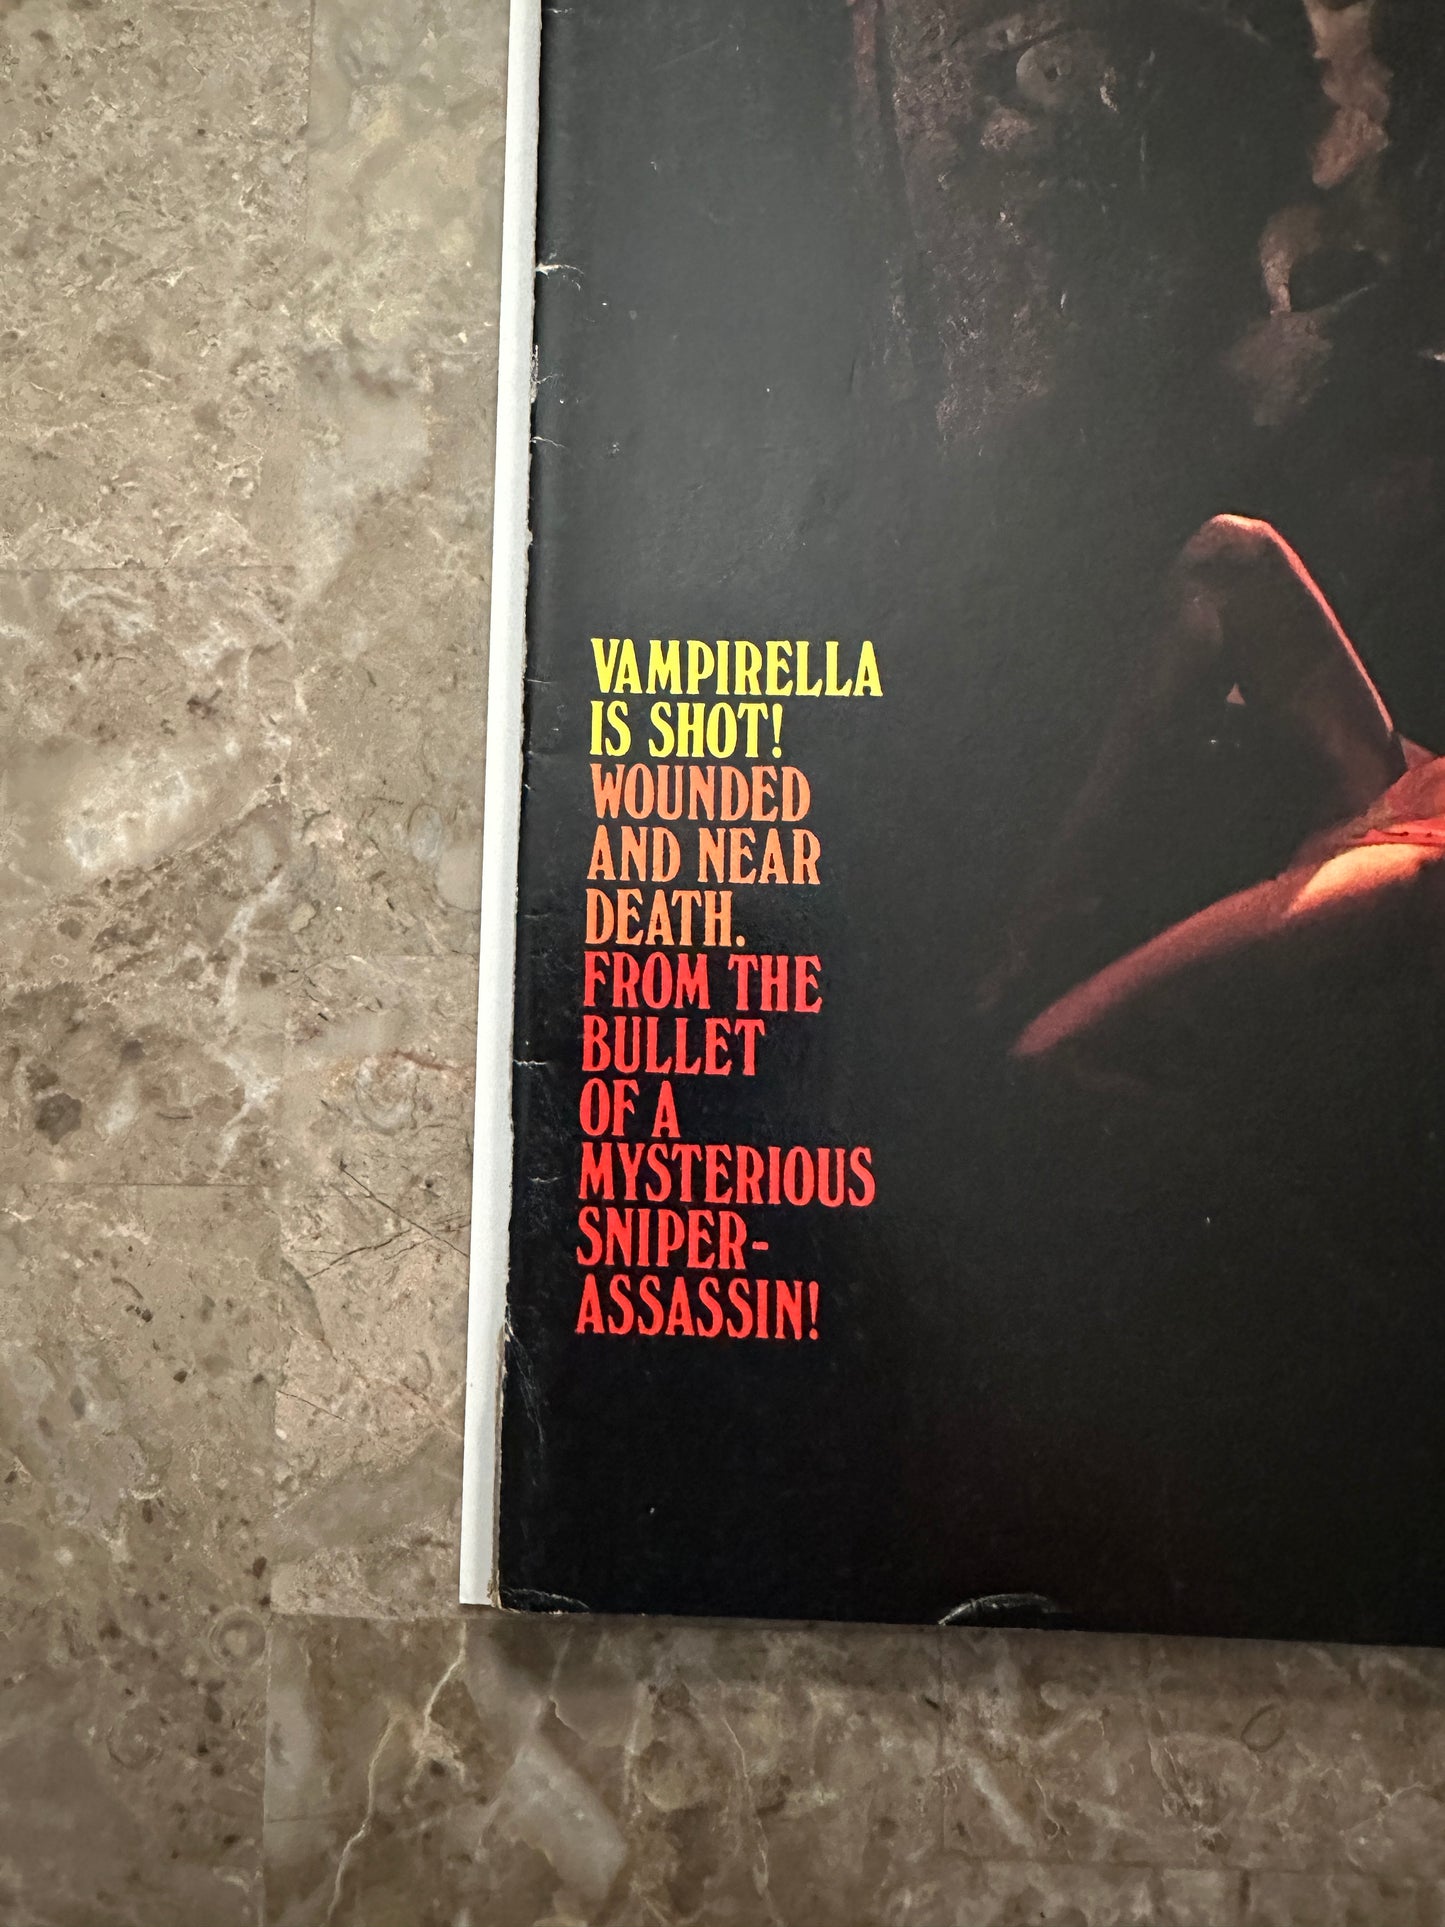 VAMPIRELLA
IS SHOT!
WOUNDED
AND NEAR
DEATH.
FROM THE
BULLET
OF A
MYSTERIOUS
SNIPER-
ASSASSIN!